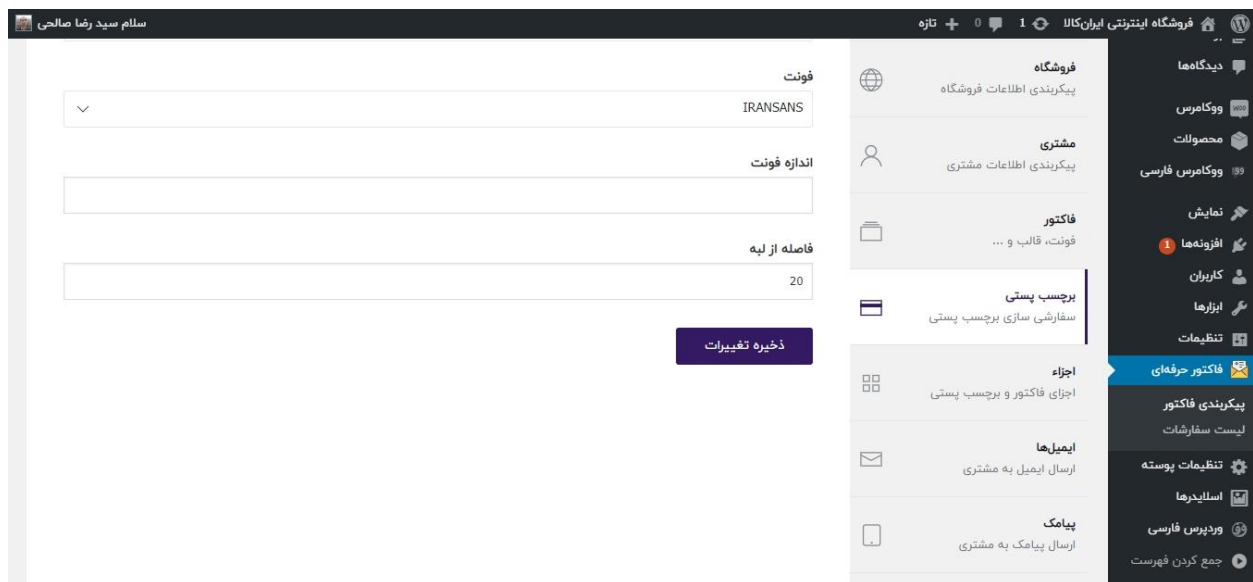 فروشگاه اینترنتی ایران‌کالا 1 0 تازه
سلام سید رضا صالحی
دیدگاه‌ها
ووکامرس
محصولات
ووکامرس فارسی
نمایش
افزونه‌ها 1
کاربران
ابزارها
تنظیمات
فاکتور حرفه‌ای
پیکربندی فاکتور
لیست سفارشات
تنظیمات پوسته
اسلایدرها
وردپرس فارسی
جمع کردن فهرست
فروشگاه
پیکربندی اطلاعات فروشگاه
مشتری
پیکربندی اطلاعات مشتری
فاکتور
فونت، قالب و ...
برچسب پستی
سفارشی سازی برچسب پستی
اجزاء
اجزای فاکتور و برچسب پستی
ایمیل‌ها
ارسال ایمیل به مشتری
پیامک
ارسال پیامک به مشتری
فونت
IRANSANS
اندازه فونت
فاصله از لبه
20
ذخیره تغییرات